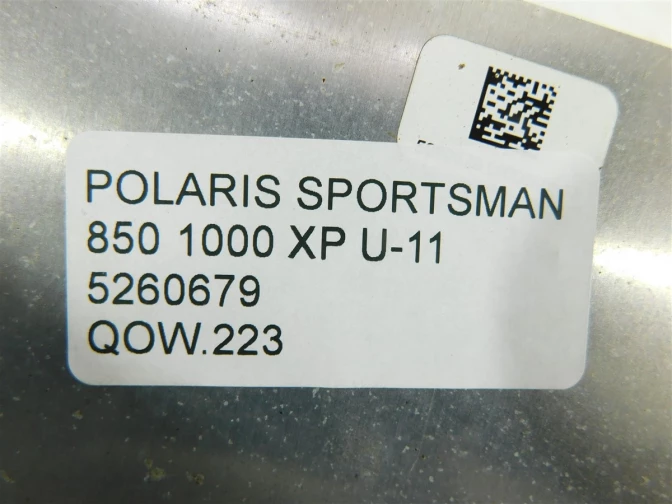 POLARIS SPORTSMAN
850 1000 XP U-11
5260679
QOW.223